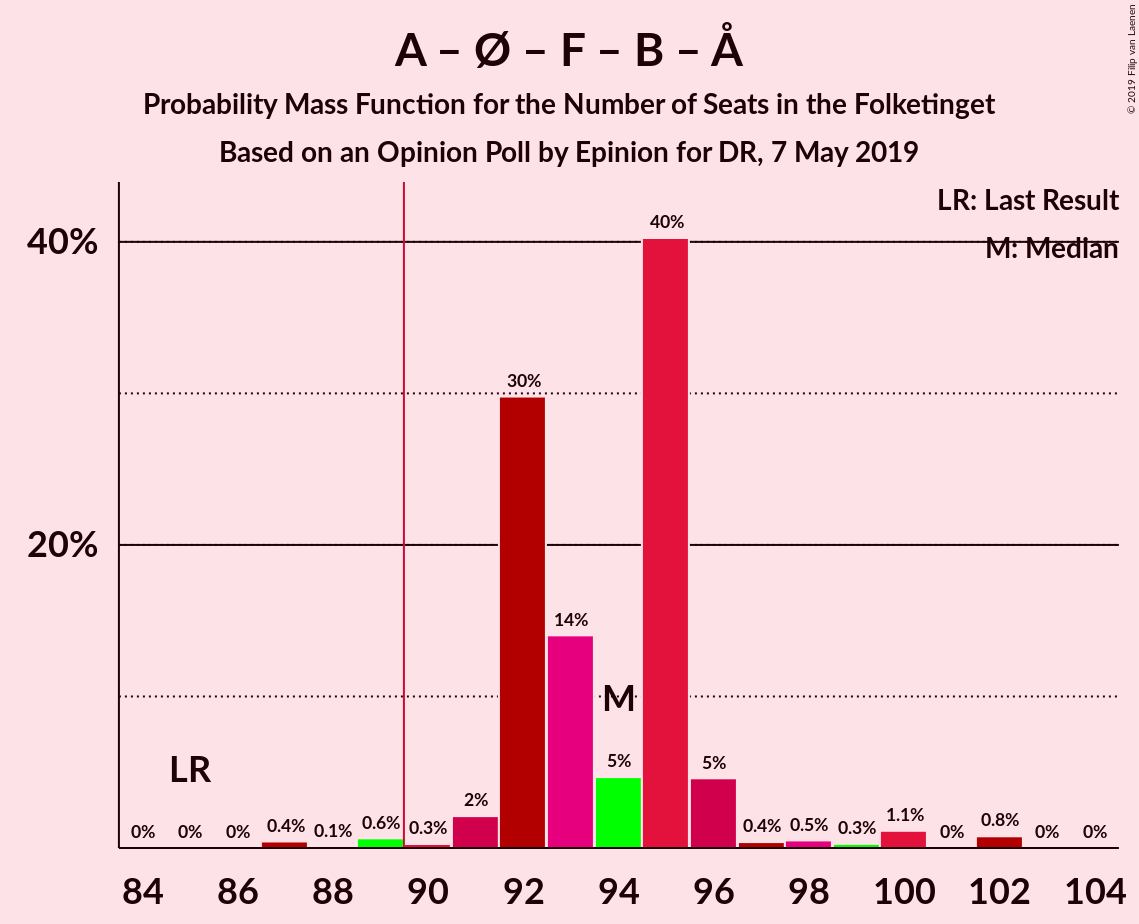 A – Ø – F – B – Å
Probability Mass Function for the Number of Seats in the Folketinget
Based on an Opinion Poll by Epinion for DR, 7 May 2019
© 2019 Filip van Laenen
LR: Last Result
M: Median
40%
20%
0% 0% 0% 0.4% 0.1% 0.6% 0.3% 2% 30% 14% 5% 40% 5% 0.4% 0.5% 0.3% 1.1% 0% 0.8% 0% 0%
LR
M
84 86 88 90 92 94 96 98 100 102 104